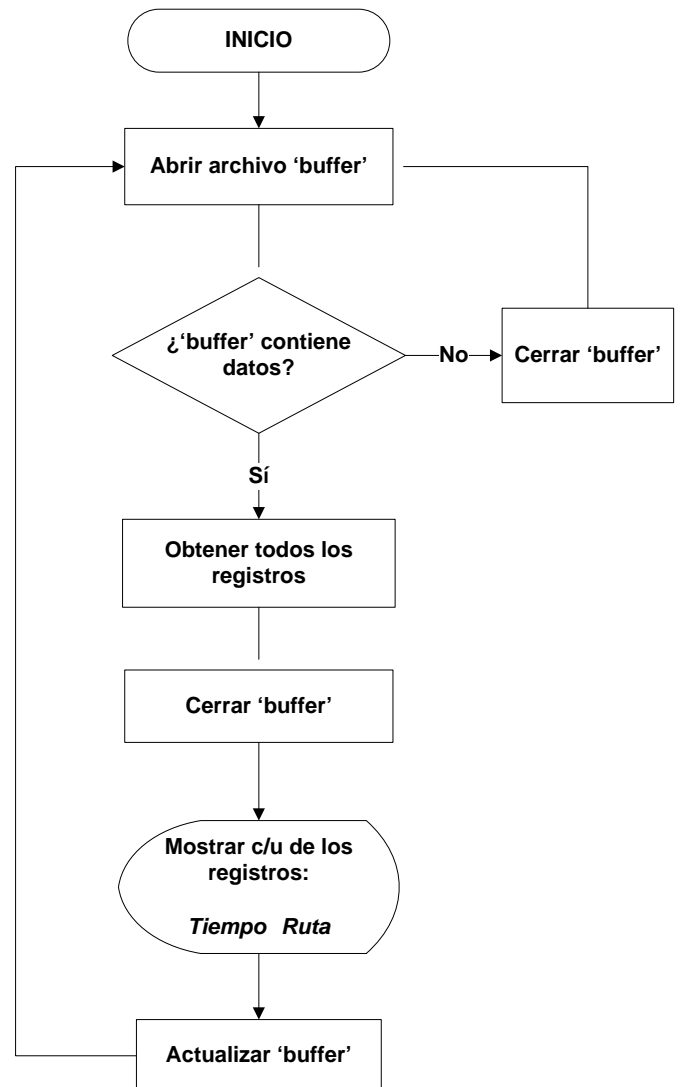 INICIO
Abrir archivo ‘buffer’
¿‘buffer’ contiene
datos?
No
Cerrar ‘buffer’
Sí
Obtener todos los
registros
Cerrar ‘buffer’
Mostrar c/u de los
registros:
Tiempo Ruta
Actualizar ‘buffer’